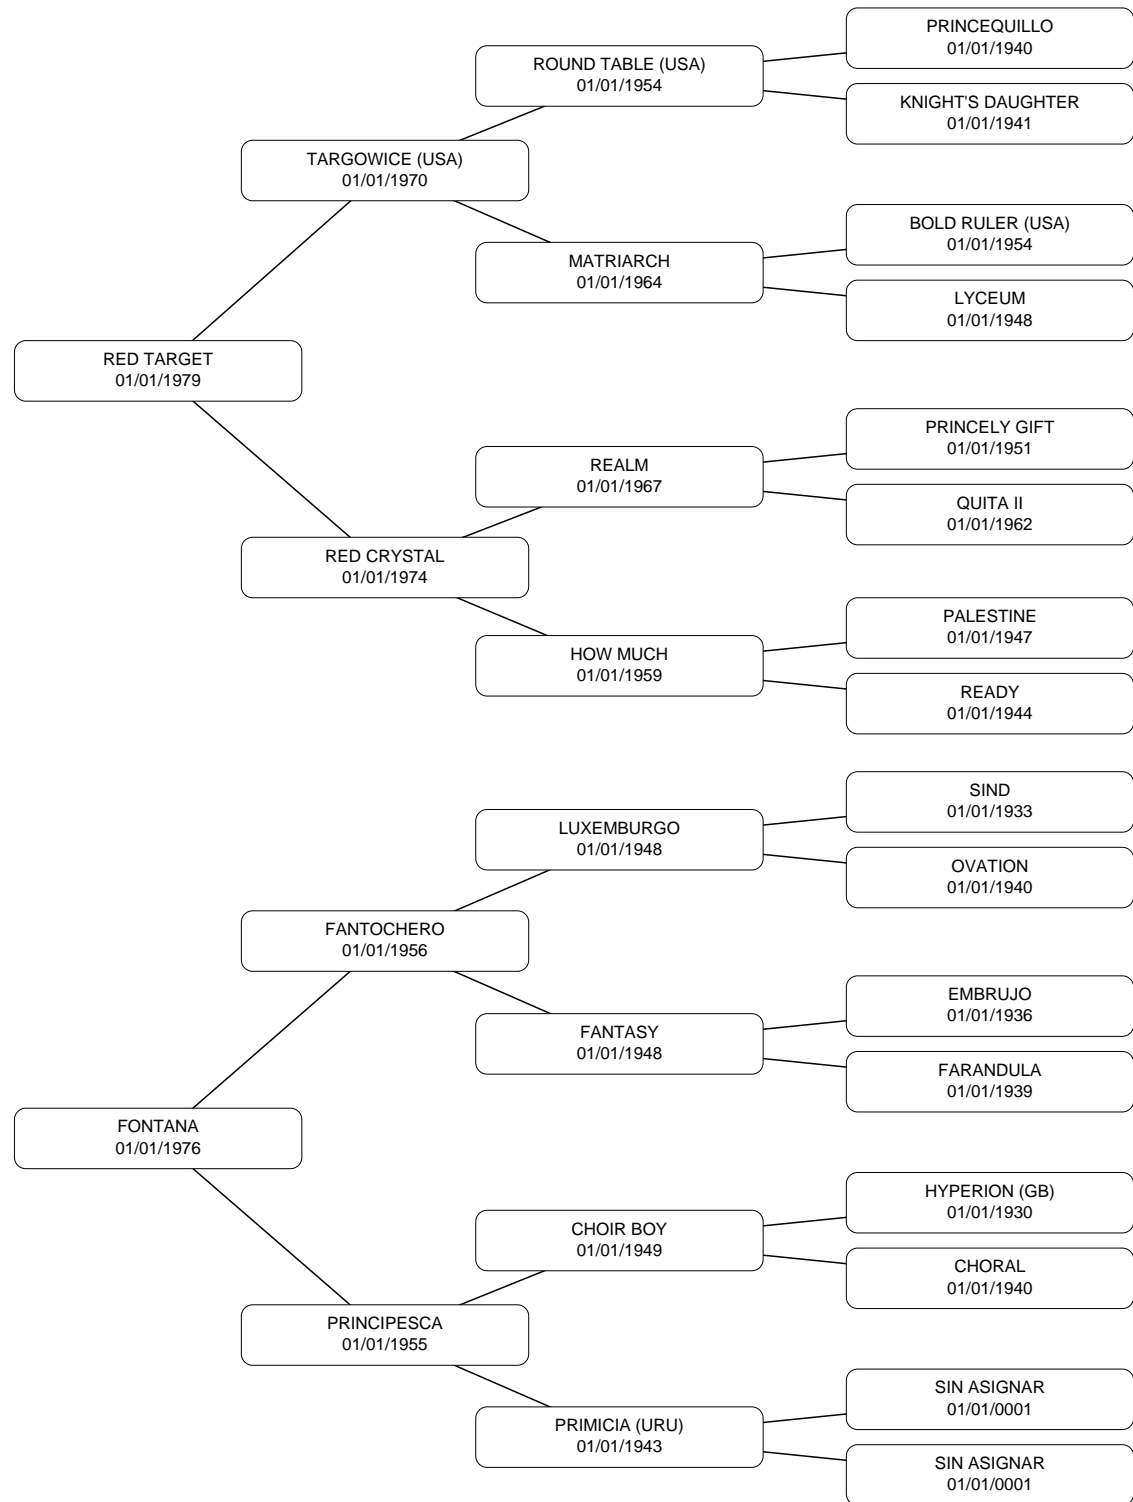 PRINCEQUILLO
01/01/1940
ROUND TABLE (USA)
01/01/1954
KNIGHT'S DAUGHTER
01/01/1941
TARGOWICE (USA)
01/01/1970
BOLD RULER (USA)
01/01/1954
MATRIARCH
01/01/1964
LYCEUM
01/01/1948
RED TARGET
01/01/1979
PRINCELY GIFT
01/01/1951
REALM
01/01/1967
QUITA II
01/01/1962
RED CRYSTAL
01/01/1974
PALESTINE
01/01/1947
HOW MUCH
01/01/1959
READY
01/01/1944
SIND
01/01/1933
LUXEMBURGO
01/01/1948
OVATION
01/01/1940
FANTOCHERO
01/01/1956
EMBRUJO
01/01/1936
FANTASY
01/01/1948
FARANDULA
01/01/1939
FONTANA
01/01/1976
HYPERION (GB)
01/01/1930
CHOIR BOY
01/01/1949
CHORAL
01/01/1940
PRINCIPESCA
01/01/1955
SIN ASIGNAR
01/01/0001
PRIMICIA (URU)
01/01/1943
SIN ASIGNAR
01/01/0001